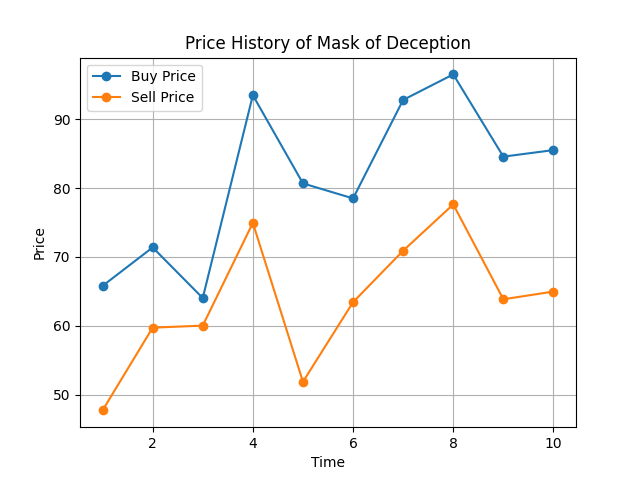 Price History of Mask of Deception
Buy Price
Sell Price
90
80
70
60
50
Price
2 4 6 8 10
Time